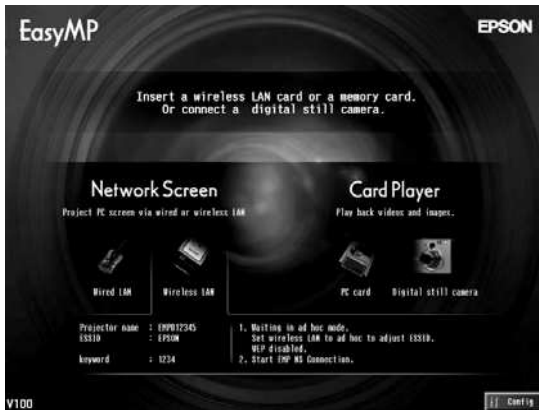 EasyMP
EPSON
Insert a wireless LAN card or a memory card.
Or connect a digital still camera.
Network Screen
Project PC screen via wired or wireless LAN
Wired LAN
Wireless LAN
Card Player
Play back videos and images.
PC card
Digital still camera
Projector name : EMP012345
ESSID : EPSON
keyword : 1234
1. Waiting in ad hoc mode.
Set wireless LAN to ad hoc to adjust ESSID.
WEP disabled.
2. Start EMP NS Connection.
V100
Config